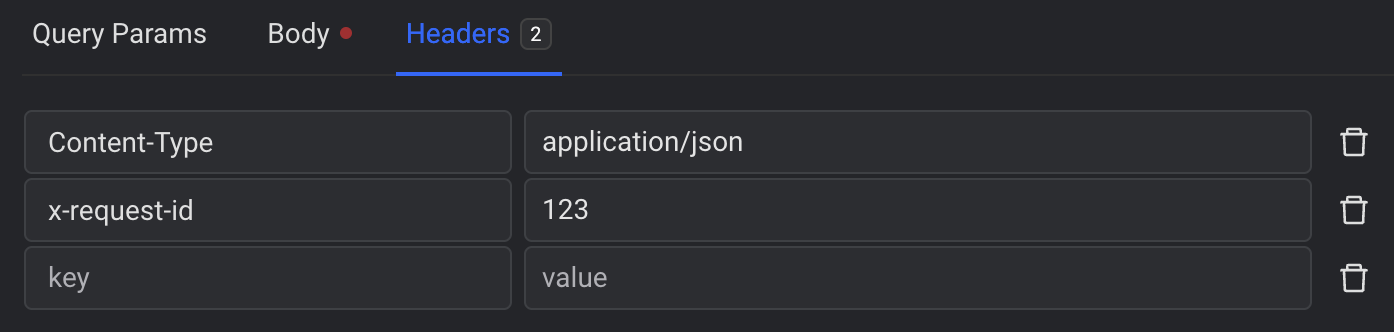 Query Params Body Headers 2
Content-Type application/json
x-request-id 123
key value